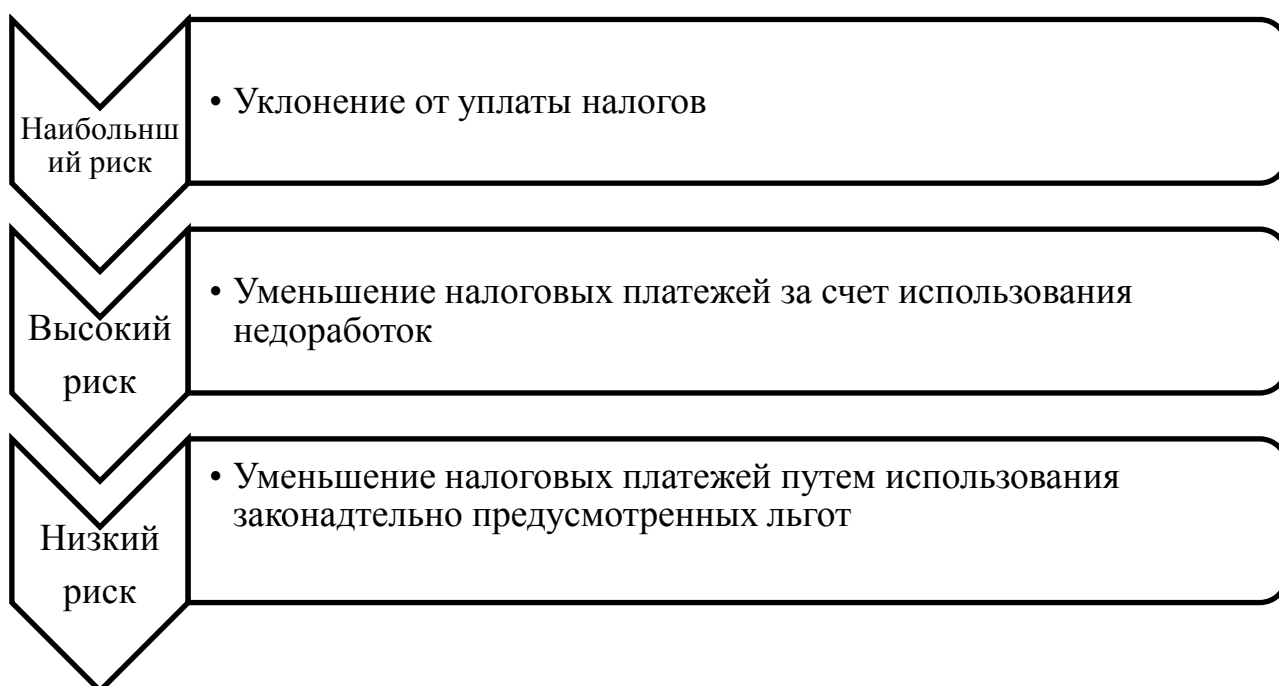 Наибольнш
ий риск
• Уклонение от уплаты налогов
Высокий
риск
• Уменьшение налоговых платежей за счет использования
недоработок
Низкий
риск
• Уменьшение налоговых платежей путем использования
законадтельно предусмотренных льгот